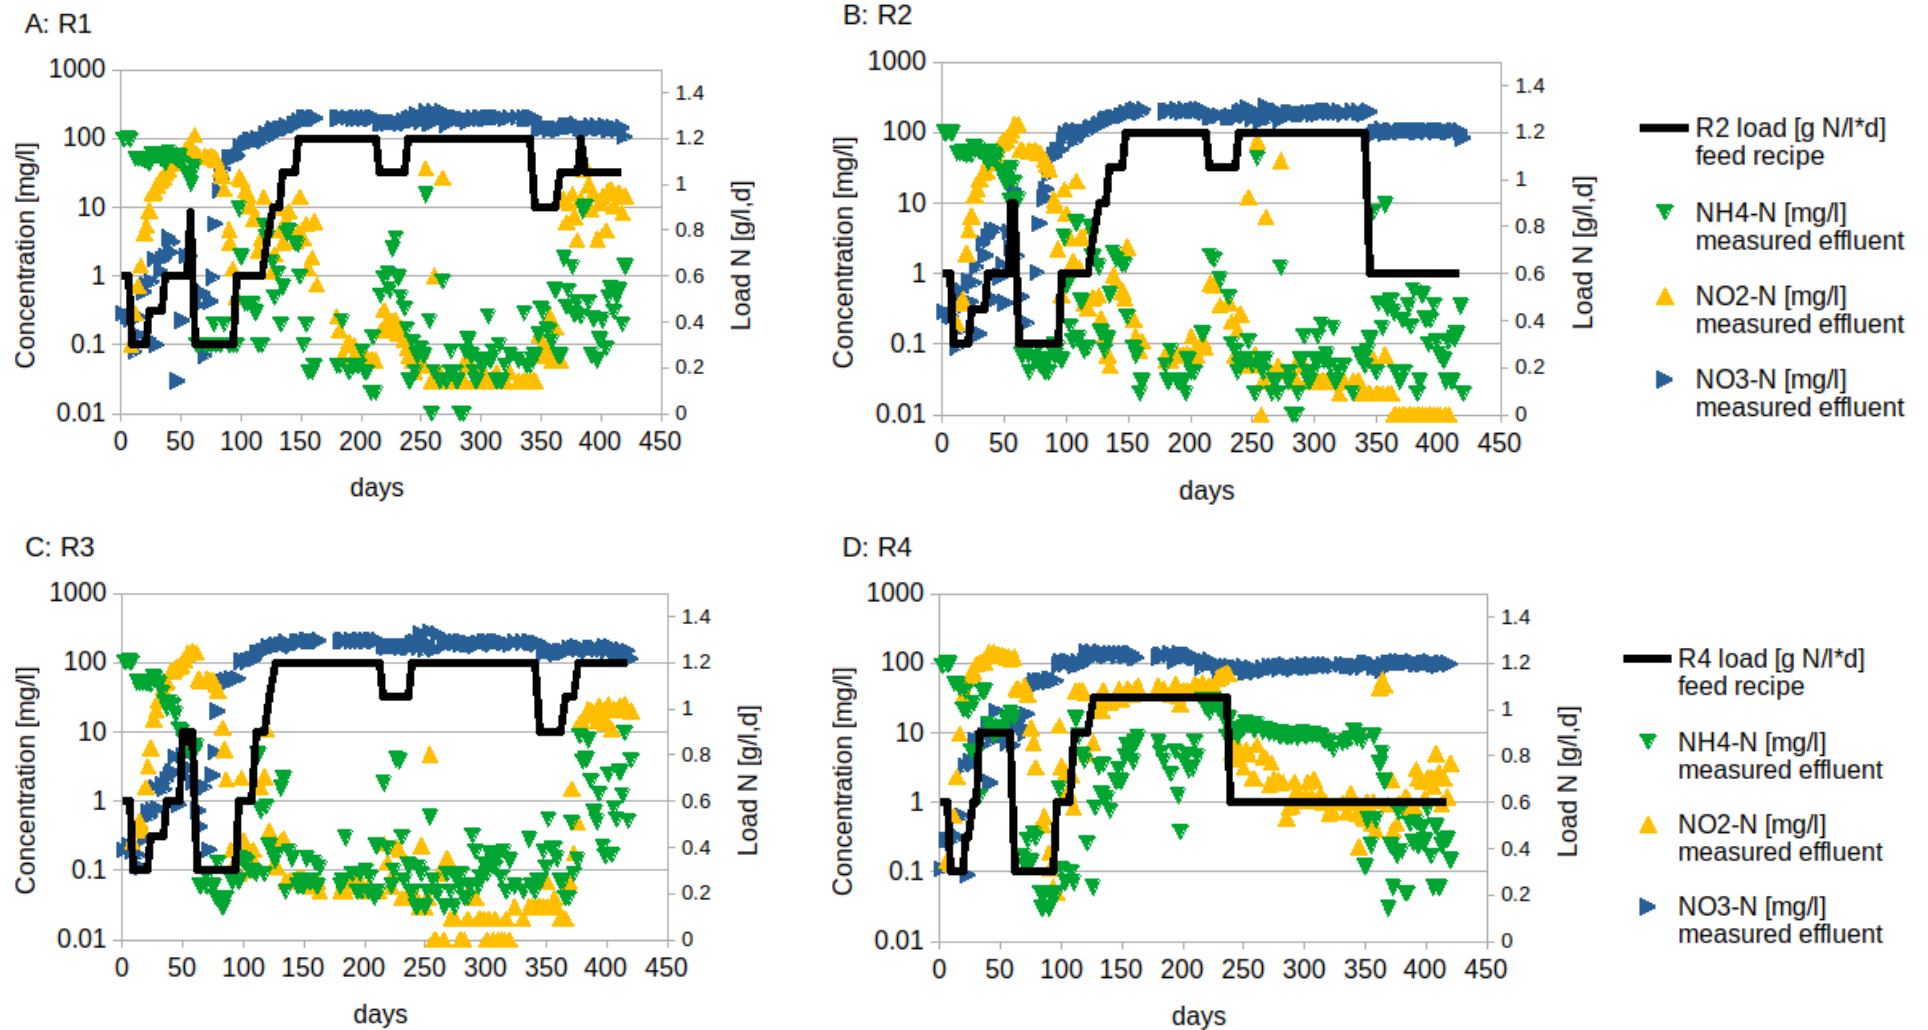 A: R1
1000
100
10
1
0.1
0.01
Concentration [mg/l]
1.4
1.2
1
0.8
0.6
0.4
0.2
0
Load N [g/l,d]
0 50 100 150 200 250 300 350 400 450
days
B: R2
1000
100
10
1
0.1
0.01
Concentration [mg/l]
1.4
1.2
1
0.8
0.6
0.4
0.2
0
Load N [g/l,d]
0 50 100 150 200 250 300 350 400 450
days
R2 load [g N/l*d]
feed recipe
NH4-N [mg/l]
measured effluent
NO2-N [mg/l]
measured effluent
NO3-N [mg/l]
measured effluent
C: R3
1000
100
10
1
0.1
0.01
Concentration [mg/l]
1.4
1.2
1
0.8
0.6
0.4
0.2
0
Load N [g/l,d]
0 50 100 150 200 250 300 350 400 450
days
D: R4
1000
100
10
1
0.1
0.01
Concentration [mg/l]
1.4
1.2
1
0.8
0.6
0.4
0.2
0
Load N [g/l,d]
0 50 100 150 200 250 300 350 400 450
days
R4 load [g N/l*d]
feed recipe
NH4-N [mg/l]
measured effluent
NO2-N [mg/l]
measured effluent
NO3-N [mg/l]
measured effluent